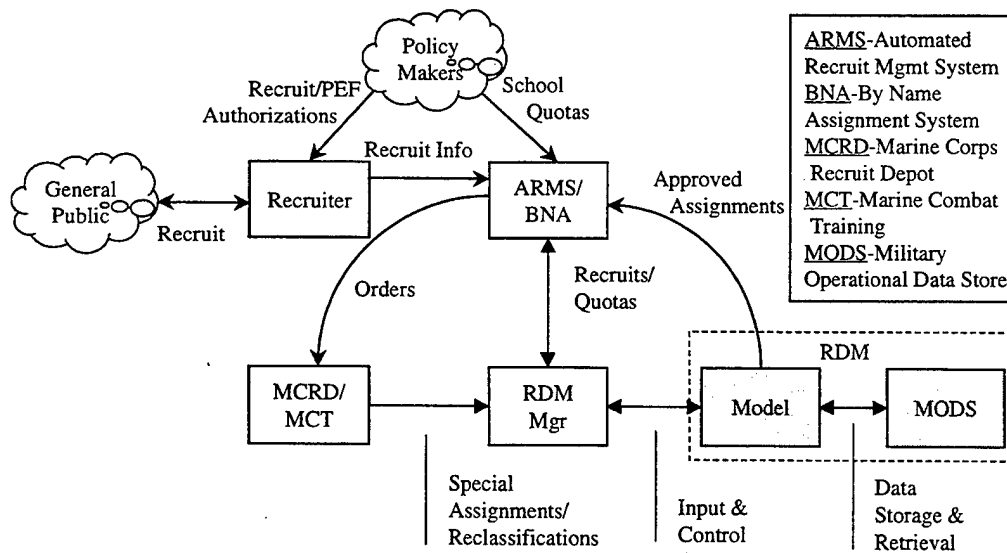 Policy
Makers
Recruit/PEF
Authorizations
School
Quotas
Recruit Info
General
Public
Recruit
Recruiter
ARMS/
BNA
Approved
Assignments
Orders
Recruits/
Quotas
RDM
MCRD/
MCT
RDM
Mgr
Model
MODS
Special
Assignments/
Reclassifications
Input &
Control
Data
Storage &
Retrieval
ARMS-Automated
Recruit Mgmt System
BNA-By Name
Assignment System
MCRD-Marine Corps
Recruit Depot
MCT-Marine Combat
Training
MODS-Military
Operational Data Store